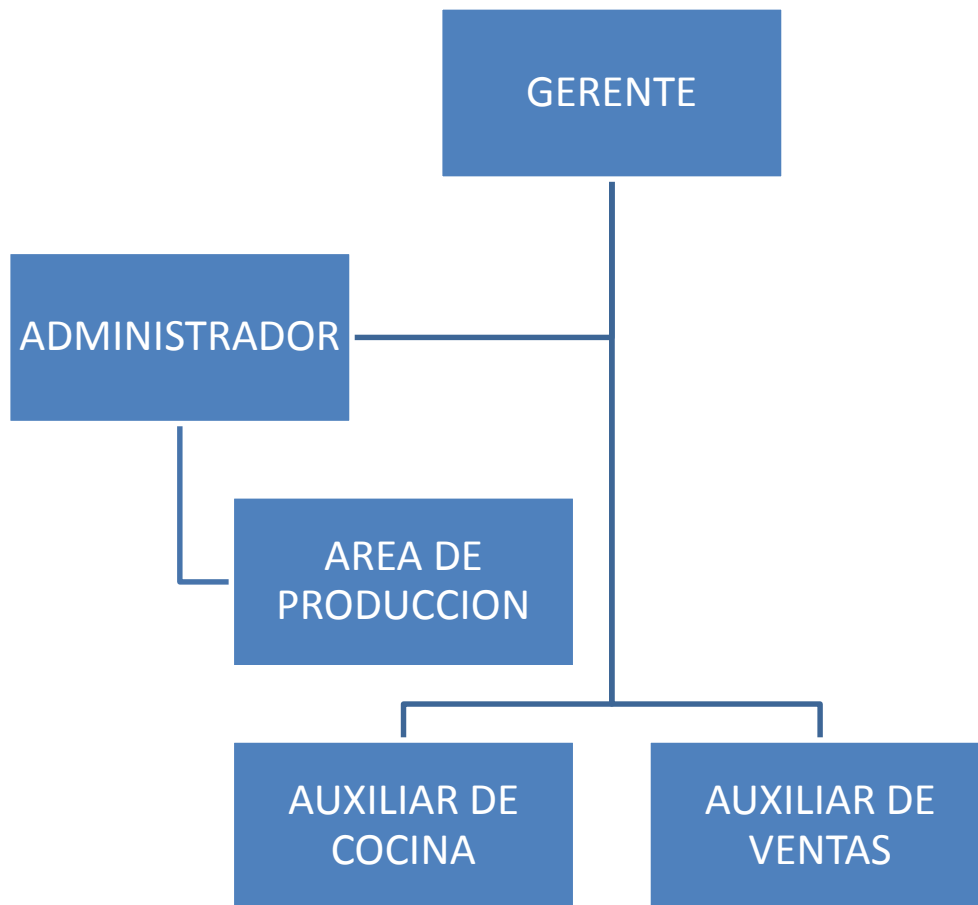 GERENTE
ADMINISTRADOR
AREA DE
PRODUCCION
AUXILIAR DE
COCINA
AUXILIAR DE
VENTAS